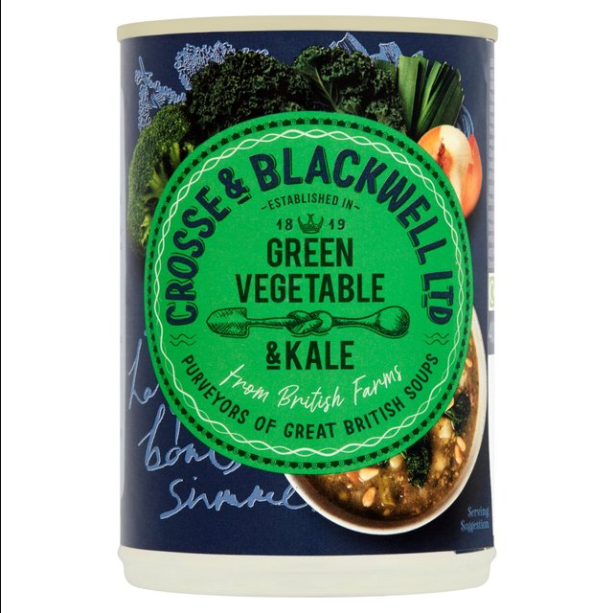 CROSSE & BLACKWELL LTD
-ESTABLISHED IN-
18 19
GREEN
VEGETABLE
& KALE
from British Farms
PURVEYORS OF GREAT BRITISH SOUPS
Serving
Suggestion